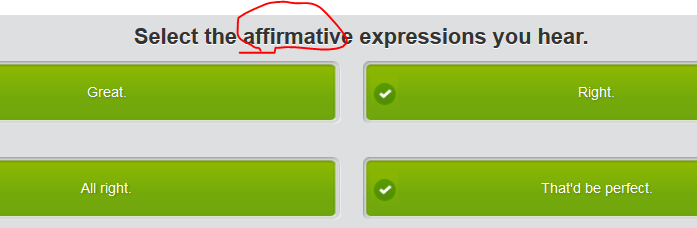 Select the affirmative expressions you hear.
Great.
Right.
All right.
That'd be perfect.